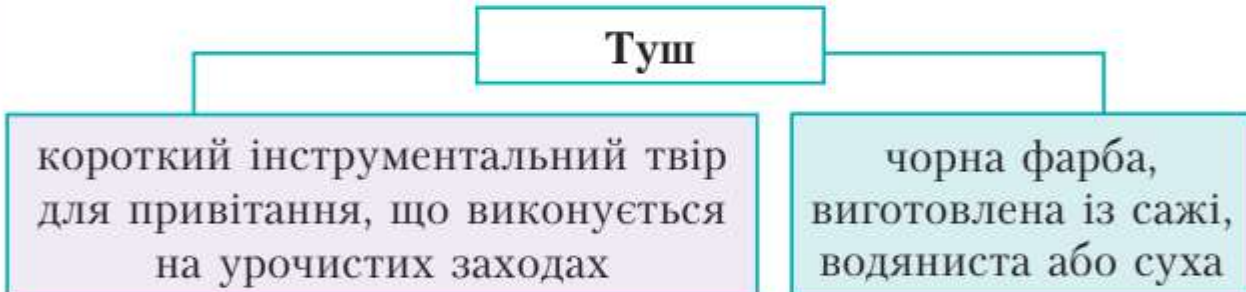 Туш
короткий інструментальний твір
для привітання, що виконується
на урочистих заходах
чорна фарба,
виготовлена із сажі,
водяниста або суха